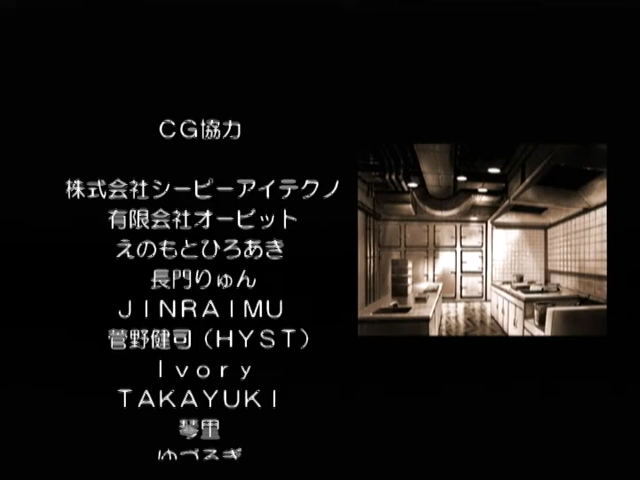 CG協力
株式会社シーピーアイテクノ
有限会社オービット
えのもとひろあき
長門りゅん
JINRAIMU
菅野健司(HYST)
Ivory
TAKAYUKI
琴里